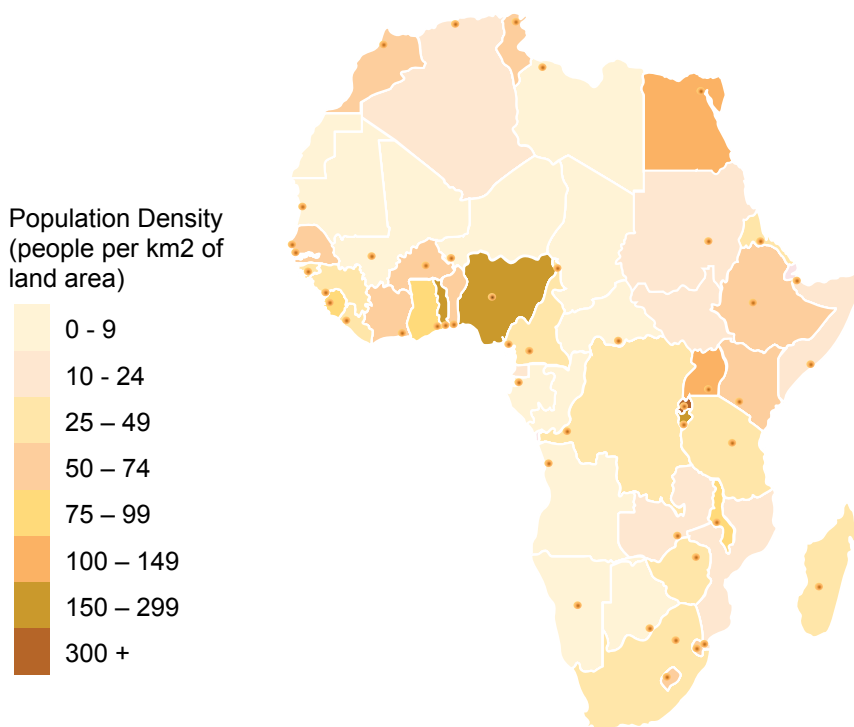 Population Density
(people per km2 of
land area)
0 - 9
10 - 24
25 – 49
50 – 74
75 – 99
100 – 149
150 – 299
300 +